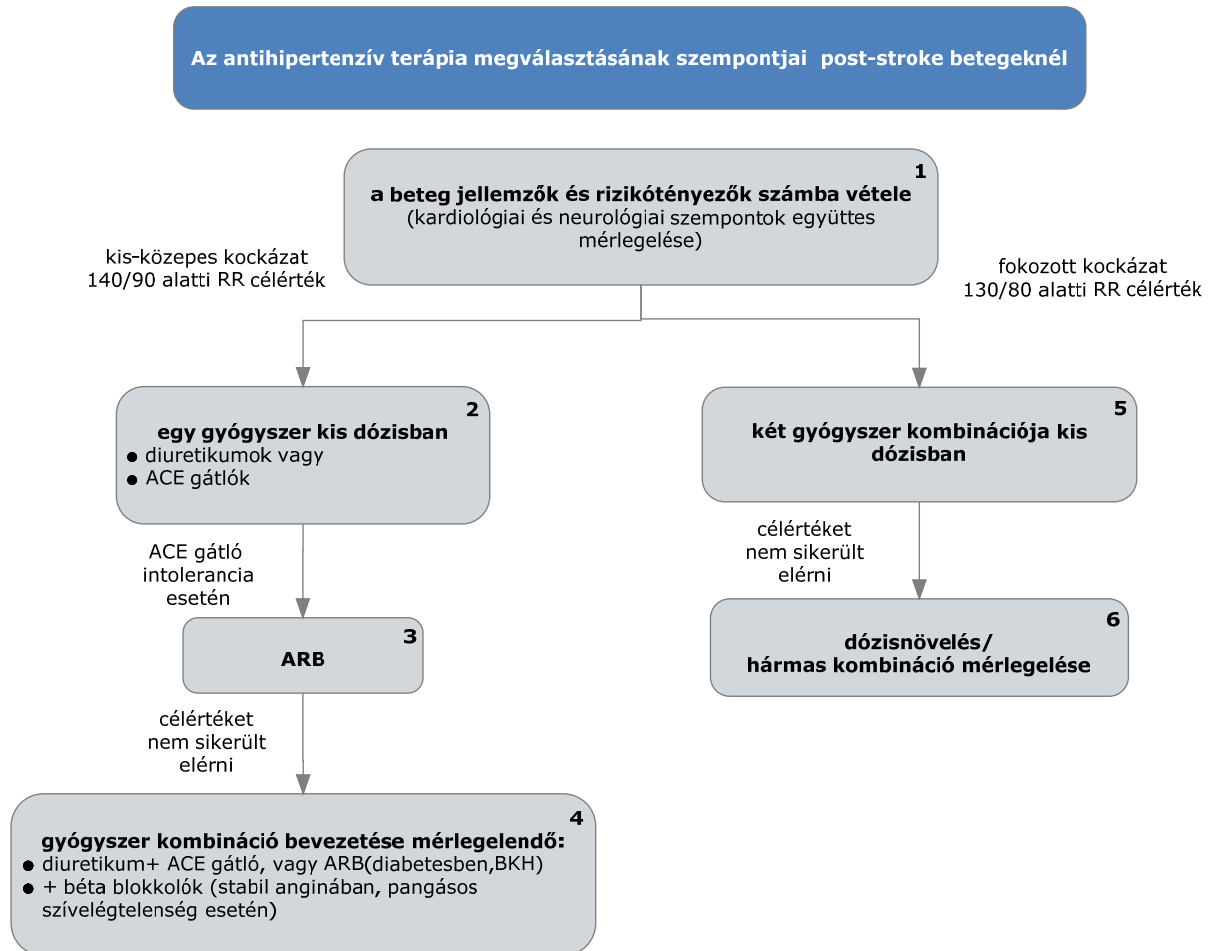 Az antihipertenzív terápia megválasztásának szempontjai post-stroke betegeknél
1
a beteg jellemzők és rizikótényezők számba vétele
(kardiológiai és neurológiai szempontok együttes
mérlegelése)
kis-közepes kockázat
140/90 alatti RR célérték
fokozott kockázat
130/80 alatti RR célérték
2
egy gyógyszer kis dózisban
● diuretikumok vagy
● ACE gátlók
5
két gyógyszer kombinációja kis
dózisban
ACE gátló
intolerancia
esetén
célértéket
nem sikerült
elérni
3
ARB
6
dózisnövelés/
hármas kombináció mérlegelése
célértéket
nem sikerült
elérni
4
gyógyszer kombináció bevezetése mérlegelendő:
● diuretikum+ ACE gátló, vagy ARB(diabetesben,BKH)
● + béta blokkolók (stabil anginában, pangásos
szívelégtelenség esetén)